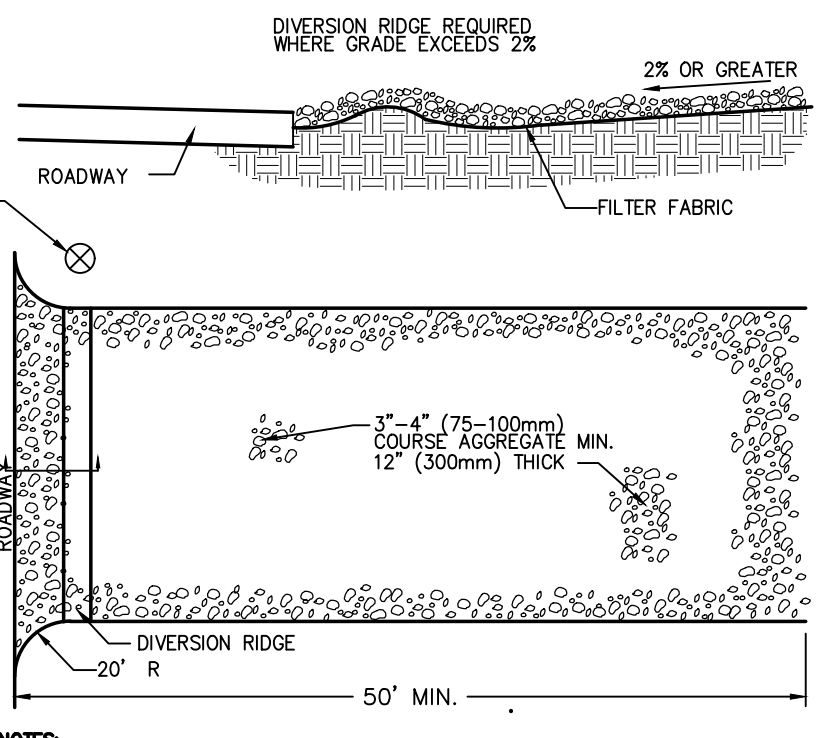 DIVERSION RIDGE REQUIRED
WHERE GRADE EXCEEDS 2%
2% OR GREATER
ROADWAY
FILTER FABRIC
3"-4" (75-100mm)
COURSE AGGREGATE MIN.
12" (300mm) THICK
ROADWAY
DIVERSION RIDGE
20' R
50' MIN.
NOTES: